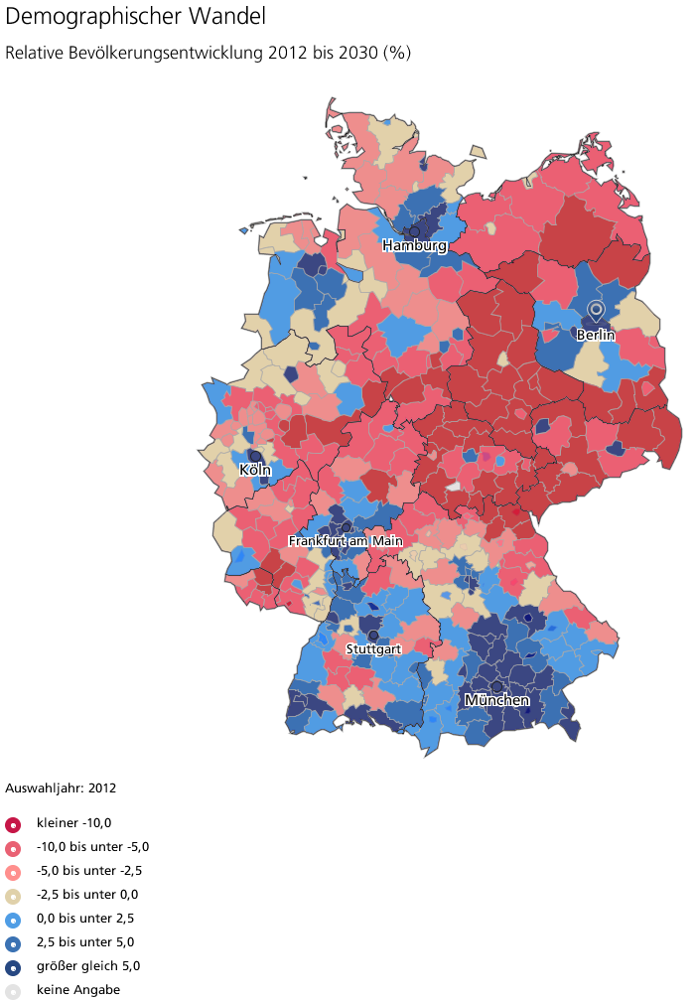 Demographischer Wandel
Relative Bevölkerungsentwicklung 2012 bis 2030 (%)
Hamburg
Berlin
Köln
Frankfurt am Main
Stuttgart
München
Auswahljahr: 2012
kleiner -10,0
-10,0 bis unter -5,0
-5,0 bis unter -2,5
-2,5 bis unter 0,0
0,0 bis unter 2,5
2,5 bis unter 5,0
größer gleich 5,0
keine Angabe